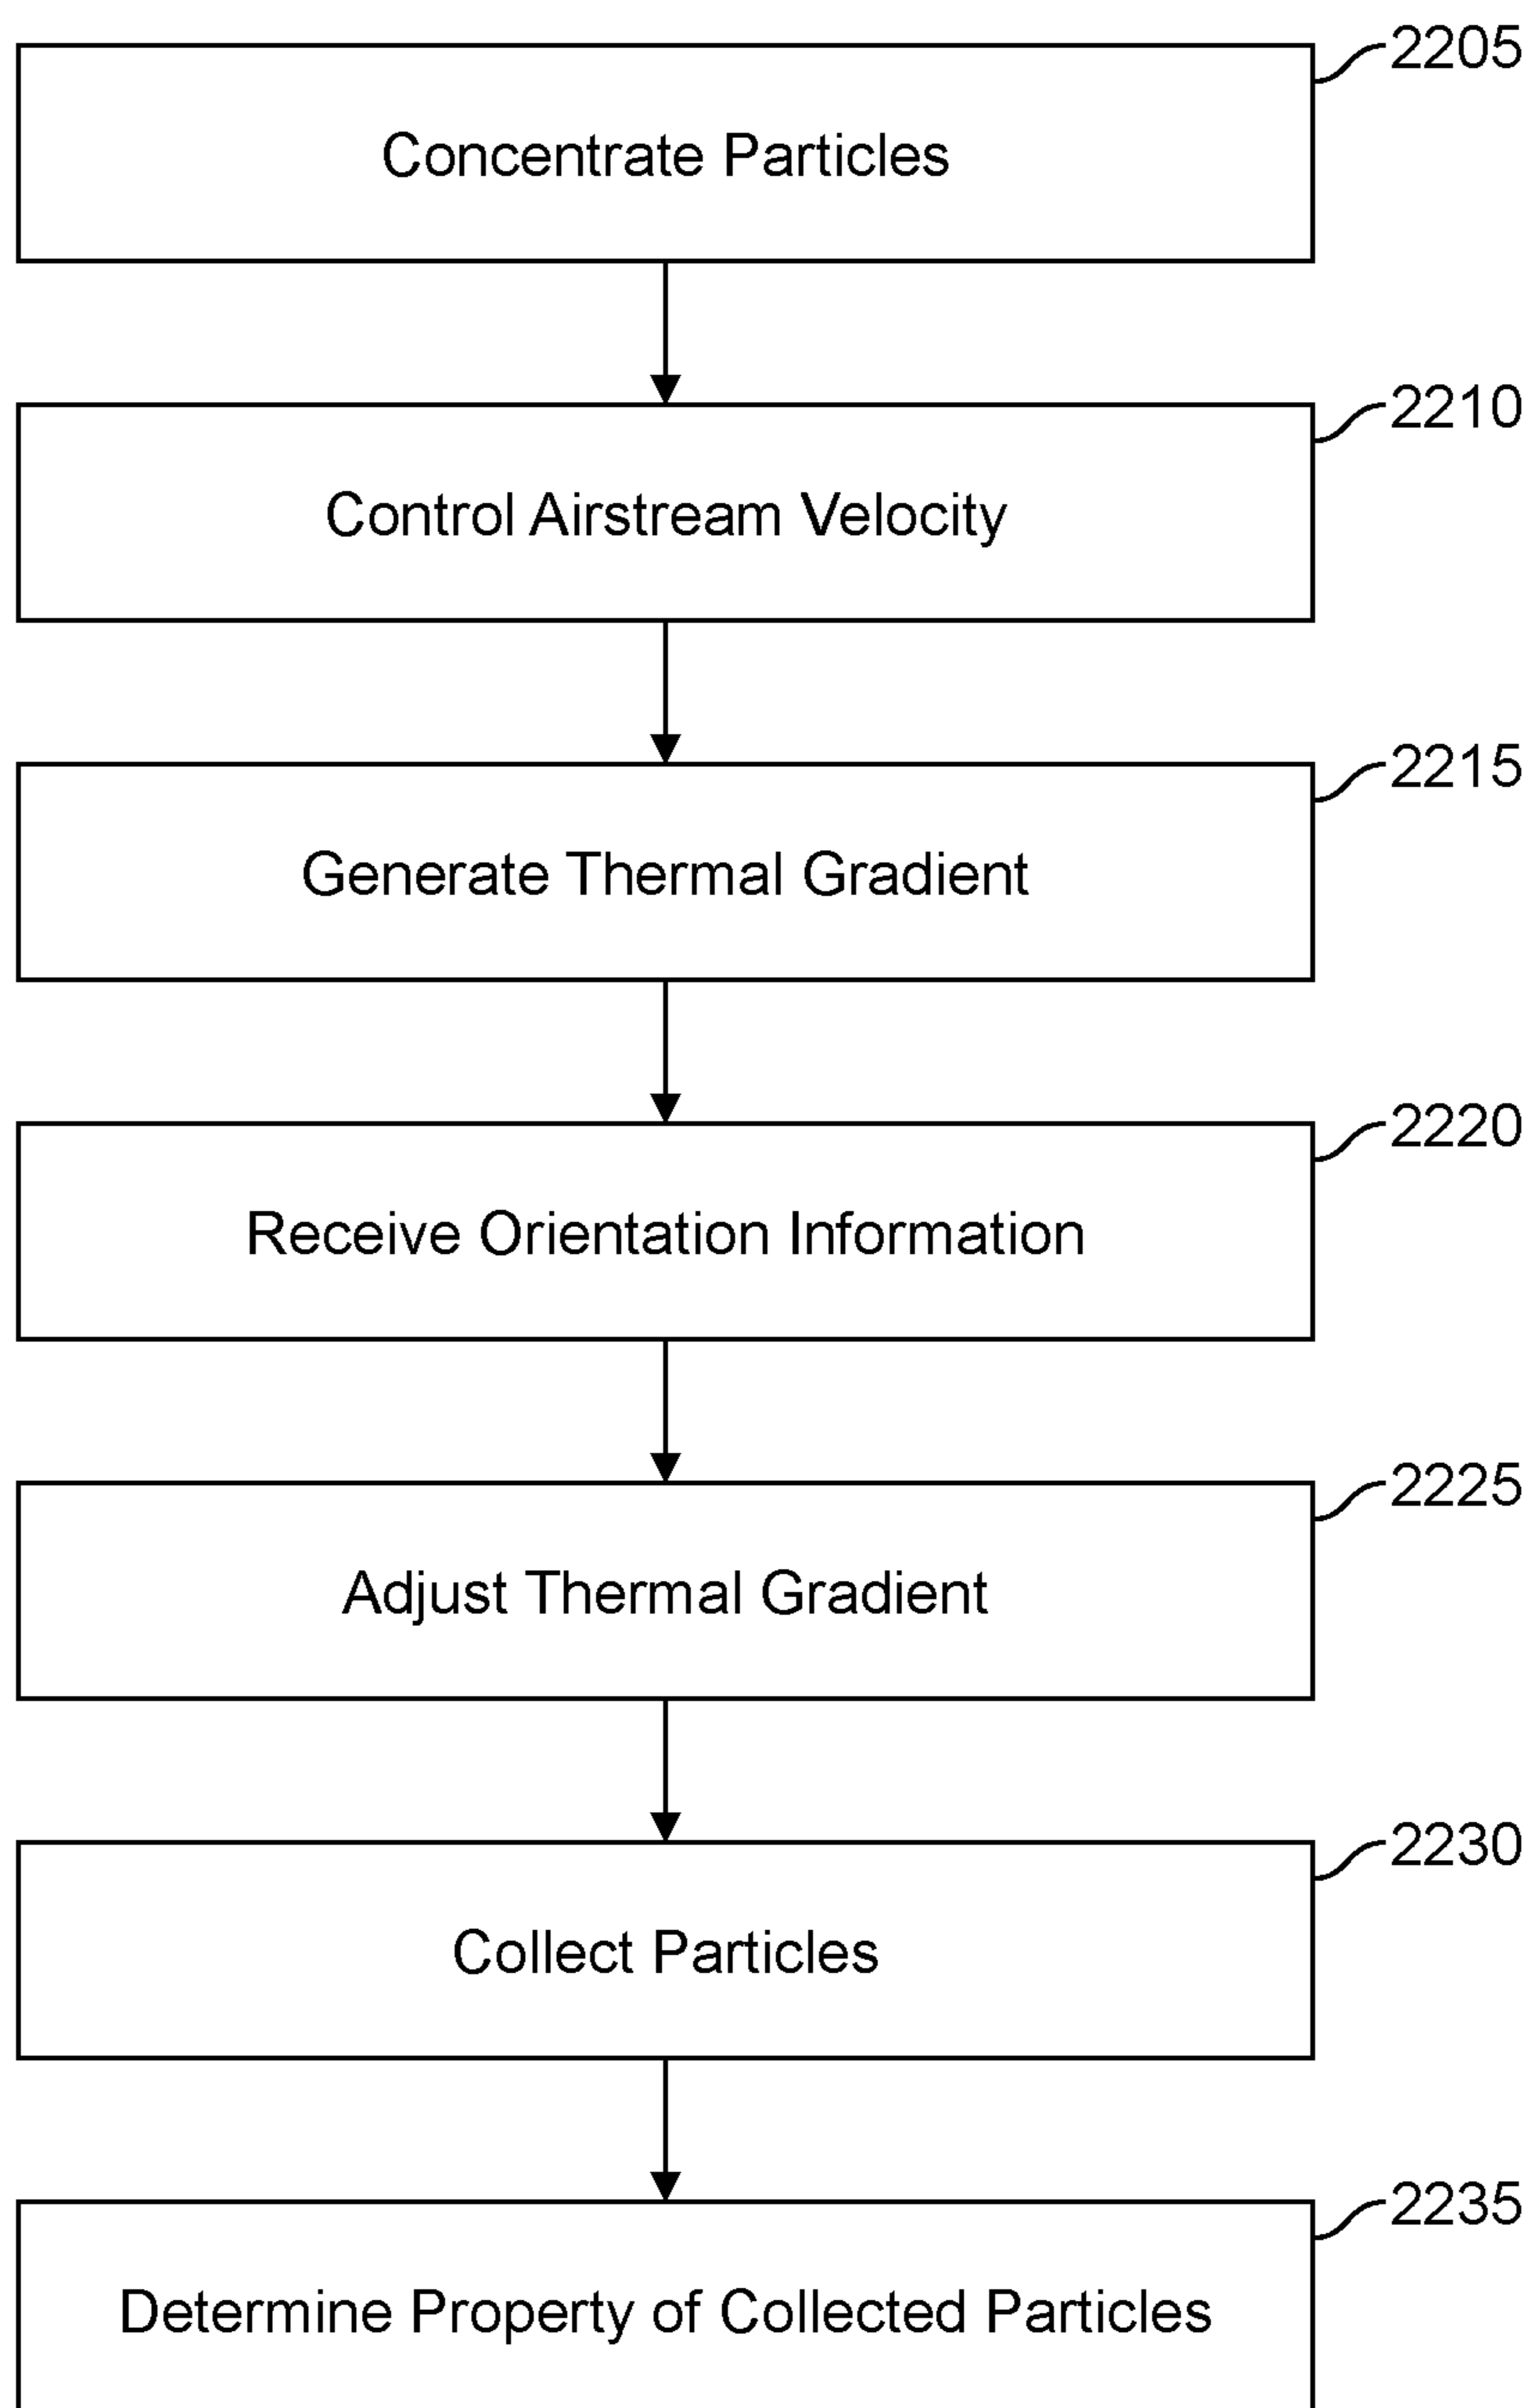 2205
Concentrate Particles
2210
Control Airstream Velocity
2215
Generate Thermal Gradient
2220
Receive Orientation Information
2225
Adjust Thermal Gradient
2230
Collect Particles
2235
Determine Property of Collected Particles